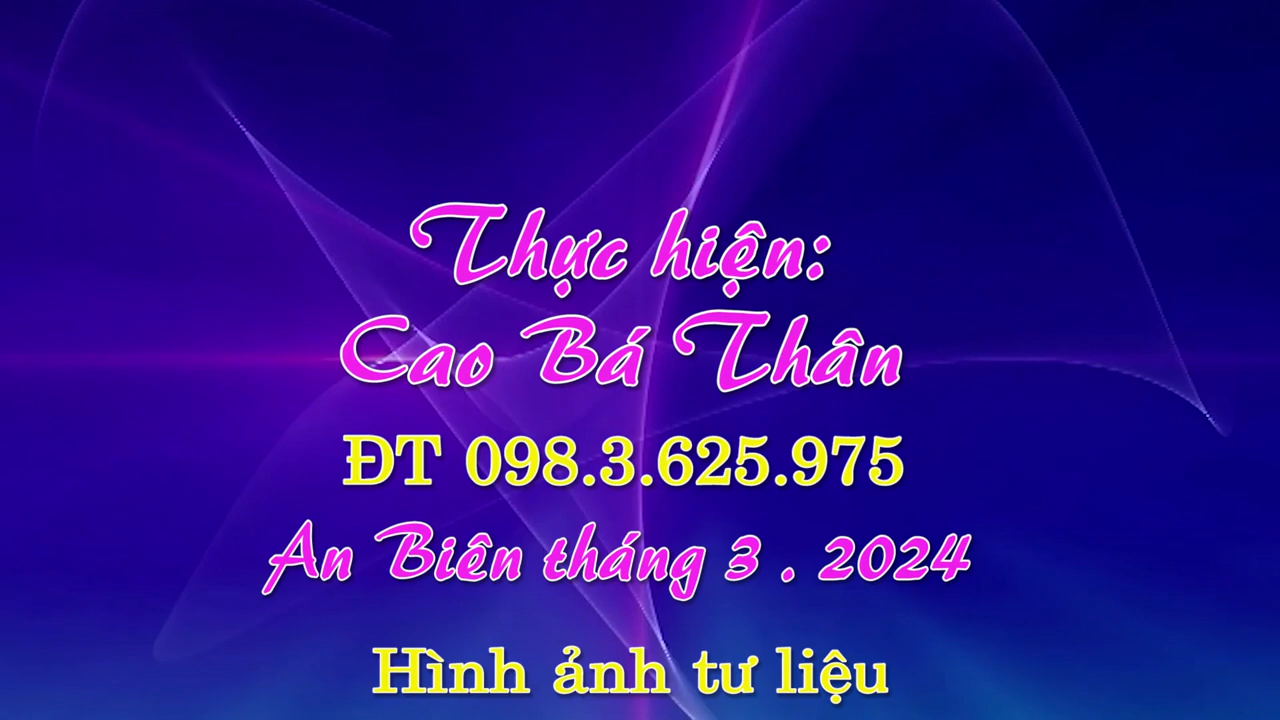 Thực hiện:
Cao Bá Thân
ĐT 098.3.625.975
An Biên tháng 3 . 2024
Hình ảnh tư liệu